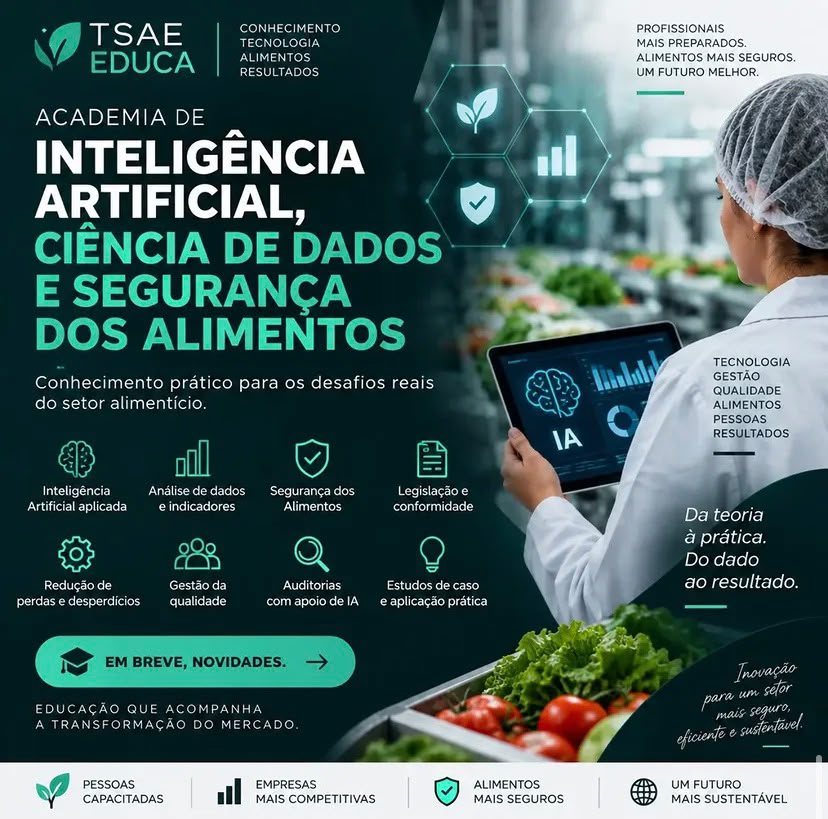 TSAE
EDUCA
CONHECIMENTO
TECNOLOGIA
ALIMENTOS
RESULTADOS
PROFISSIONAIS
MAIS PREPARADOS.
ALIMENTOS MAIS SEGUROS.
UM FUTURO MELHOR.
ACADEMIA DE
INTELIGÊNCIA
ARTIFICIAL,
CIÊNCIA DE DADOS
E SEGURANÇA
DOS ALIMENTOS
Conhecimento prático para os desafios reais
do setor alimentício.
IA
TECNOLOGIA
GESTÃO
QUALIDADE
ALIMENTOS
PESSOAS
RESULTADOS
Inteligência
Artificial aplicada
Análise de dados
e indicadores
Segurança dos
Alimentos
Legislação e
conformidade
Redução de
perdas e desperdícios
Gestão da
qualidade
Auditorias
com apoio de IA
Estudos de caso
e aplicação prática
Da teoria
à prática.
Do dado
ao resultado.
EM BREVE, NOVIDADES. →
EDUCAÇÃO QUE ACOMPANHA
A TRANSFORMAÇÃO DO MERCADO.
Inovação
para um setor
mais seguro,
eficiente e sustentável.
PESSOAS
CAPACITADAS
EMPRESAS
MAIS COMPETITIVAS
ALIMENTOS
MAIS SEGUROS
UM FUTURO
MAIS SUSTENTÁVEL